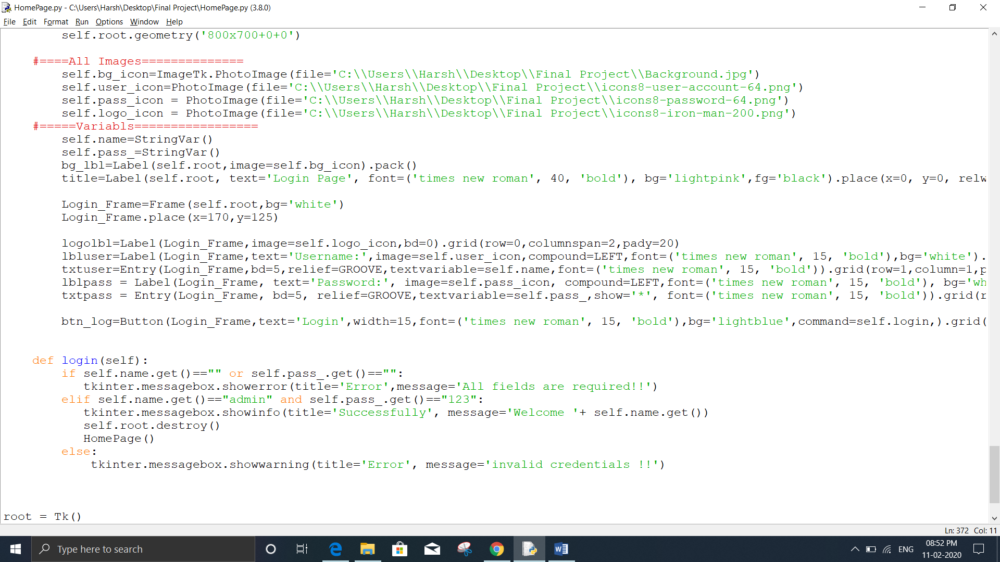 HomePage.py - C:\Users\Harsh\Desktop\Final Project\HomePage.py (3.8.0)
File Edit Format Run Options Window Help
self.root.geometry('800x700+0+0')
#====All Images==============
self.bg_icon=ImageTk.PhotoImage(file='C:\\Users\\Harsh\\Desktop\\Final Project\\Background.jpg')
self.user_icon=PhotoImage(file='C:\\Users\\Harsh\\Desktop\\Final Project\\icons8-user-account-64.png')
self.pass_icon = PhotoImage(file='C:\\Users\\Harsh\\Desktop\\Final Project\\icons8-password-64.png')
self.logo_icon = PhotoImage(file='C:\\Users\\Harsh\\Desktop\\Final Project\\icons8-iron-man-200.png')
#=====Variabls=================
self.name=StringVar()
self.pass_=StringVar()
bg_lbl=Label(self.root,image=self.bg_icon).pack()
title=Label(self.root, text='Login Page', font=('times new roman', 40, 'bold'), bg='lightpink',fg='black').place(x=0, y=0, relw
Login_Frame=Frame(self.root,bg='white')
Login_Frame.place(x=170,y=125)
logolbl=Label(Login_Frame,image=self.logo_icon,bd=0).grid(row=0,columnspan=2,pady=20)
lbluser=Label(Login_Frame,text='Username:',image=self.user_icon,compound=LEFT,font=('times new roman', 15, 'bold'),bg='white').
txtuser=Entry(Login_Frame,bd=5,relief=GROOVE,textvariable=self.name,font=('times new roman', 15, 'bold')).grid(row=1,column=1,p
lblpass = Label(Login_Frame, text='Password:', image=self.pass_icon, compound=LEFT,font=('times new roman', 15, 'bold'), bg='wh
txtpass = Entry(Login_Frame, bd=5, relief=GROOVE,textvariable=self.pass_,show='*', font=('times new roman', 15, 'bold')).grid(r
btn_log=Button(Login_Frame,text='Login',width=15,font=('times new roman', 15, 'bold'),bg='lightblue',command=self.login,).grid(
def login(self):
if self.name.get()=="" or self.pass_.get()=="":
tkinter.messagebox.showerror(title='Error',message='All fields are required!!')
elif self.name.get()=="admin" and self.pass_.get()=="123":
tkinter.messagebox.showinfo(title='Successfully', message='Welcome '+ self.name.get())
self.root.destroy()
HomePage()
else:
tkinter.messagebox.showwarning(title='Error', message='invalid credentials !!')
root = Tk()
Ln: 372 Col: 11
Type here to search
ENG
08:52 PM
11-02-2020